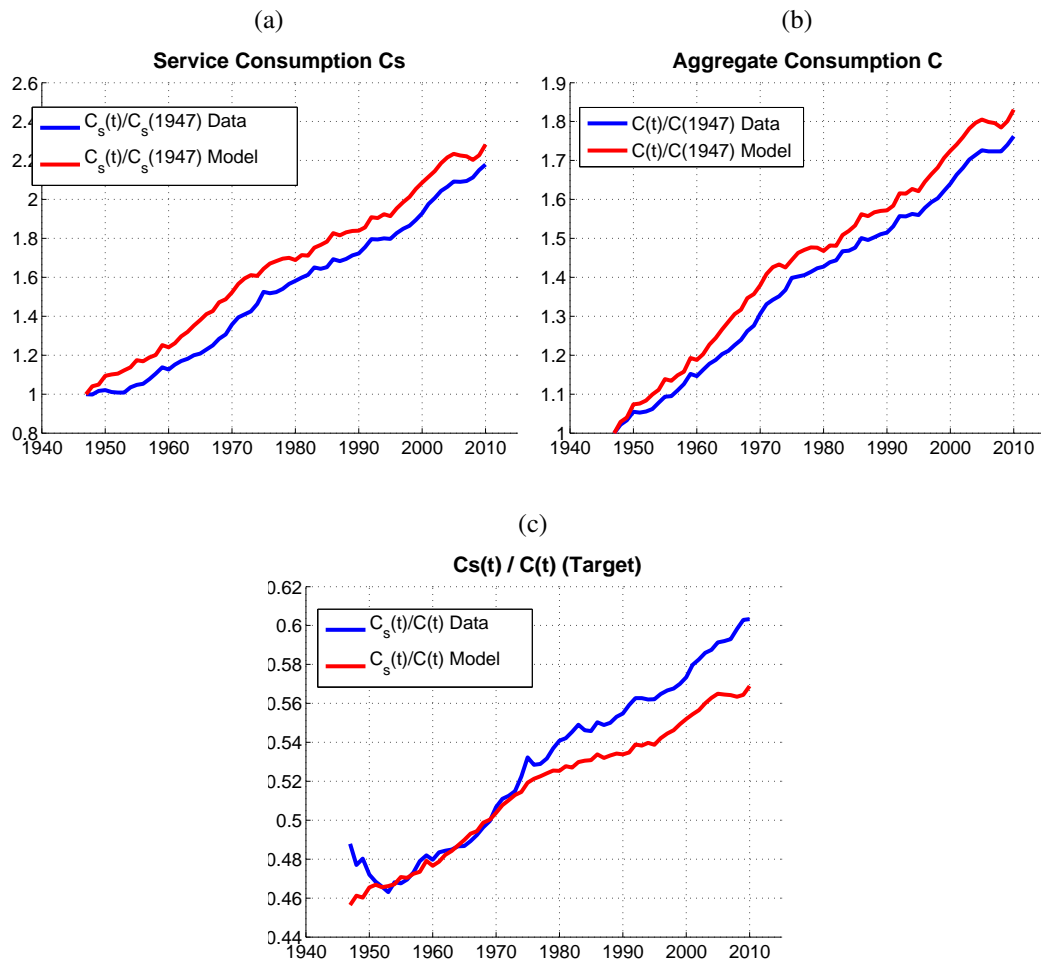 (a)
Service Consumption Cs
2.6
2.4
2.2
2
1.8
1.6
1.4
1.2
1
0.8
C_s(t)/C_s(1947) Data
C_s(t)/C_s(1947) Model
1940 1950 1960 1970 1980 1990 2000 2010
(b)
Aggregate Consumption C
1.9
1.8
1.7
1.6
1.5
1.4
1.3
1.2
1.1
1
C(t)/C(1947) Data
C(t)/C(1947) Model
1940 1950 1960 1970 1980 1990 2000 2010
(c)
Cs(t) / C(t) (Target)
0.62
0.6
0.58
0.56
0.54
0.52
0.5
0.48
0.46
0.44
C_s(t)/C(t) Data
C_s(t)/C(t) Model
1940 1950 1960 1970 1980 1990 2000 2010